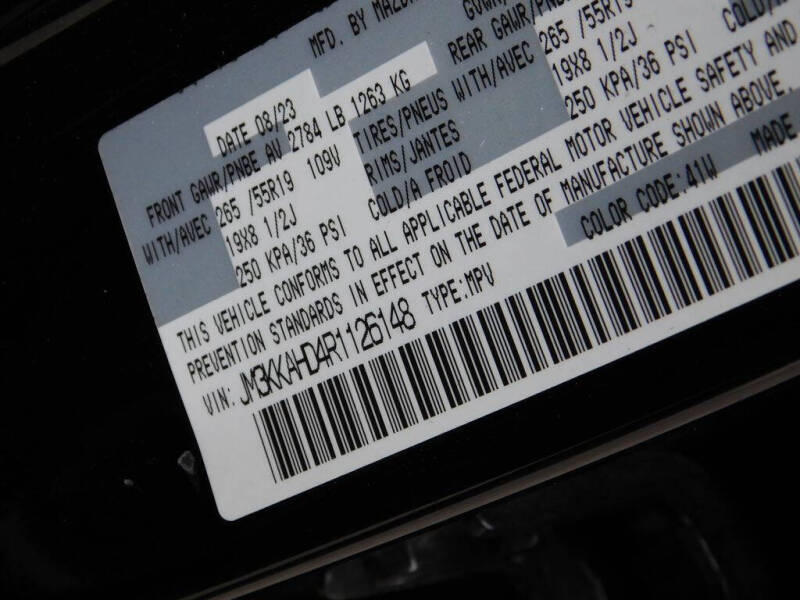 MFD. BY MAZDA
DATE 08/23
FRONT GAWR/PNBE AV 2784 LB 1263 KG REAR GAWR/PNBE
WITH/AVEC 265 /55R19 109V TIRES/PNEUS WITH/AVEC 265 /55R19
19X8 1/2J RIMS/JANTES 19X8 1/2J
250 KPA/36 PSI COLD/A FROID 250 KPA/36 PSI COLD/A
THIS VEHICLE CONFORMS TO ALL APPLICABLE FEDERAL MOTOR VEHICLE SAFETY AND
PREVENTION STANDARDS IN EFFECT ON THE DATE OF MANUFACTURE SHOWN ABOVE.
VIN: JM3KKAHD4R1126148 TYPE:MPV COLOR CODE:41W MADE